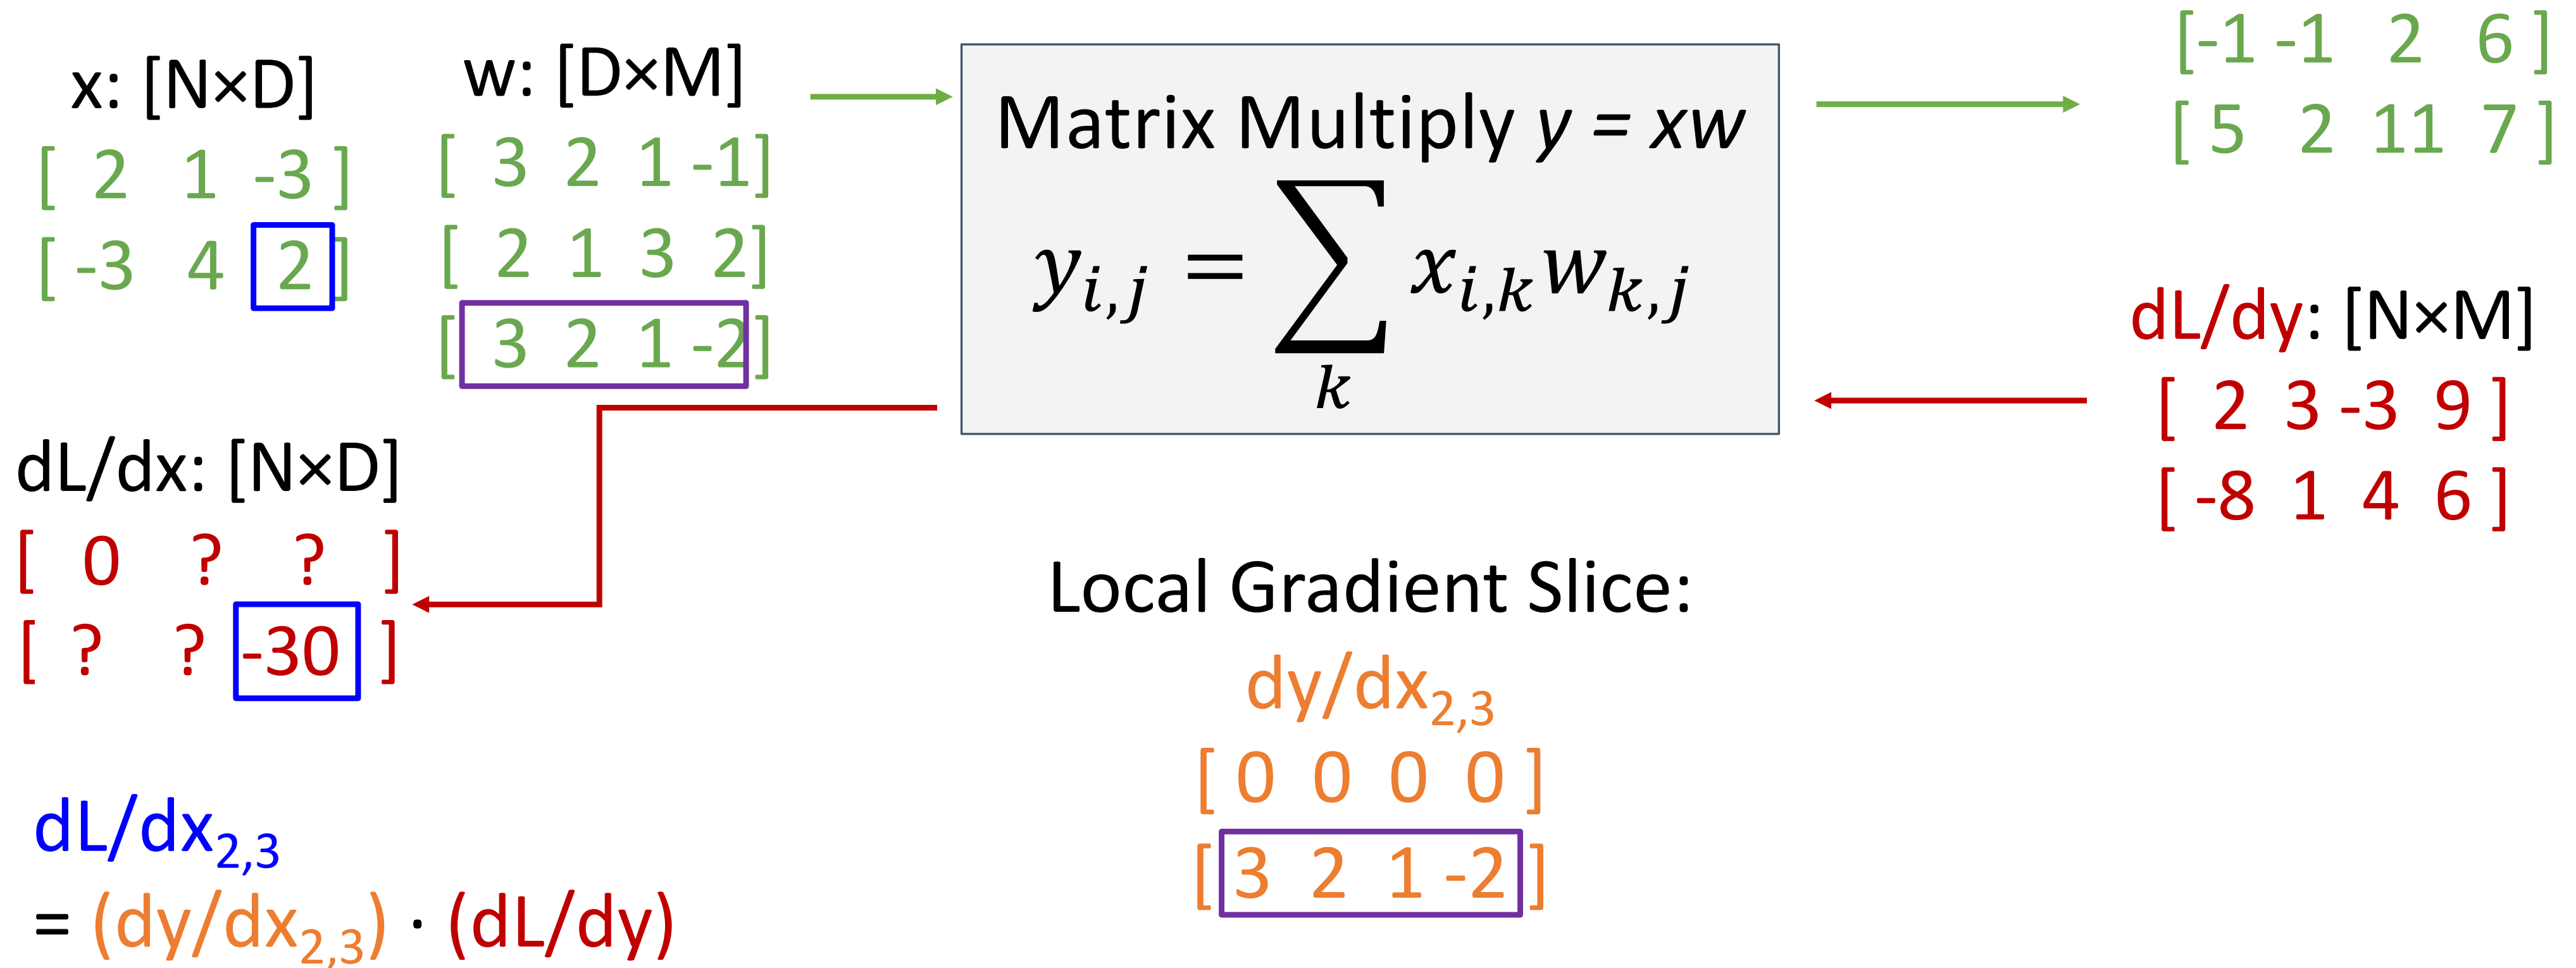 x: [N×D]
[ 2 1 -3 ]
[ -3 4 2 ]
w: [D×M]
[ 3 2 1 -1]
[ 2 1 3 2]
[ 3 2 1 -2]
Matrix Multiply y = xw
y_{i,j} = ∑_k x_{i,k} w_{k,j}
[-1 -1 2 6 ]
[ 5 2 11 7 ]
dL/dy: [N×M]
[ 2 3 -3 9 ]
[ -8 1 4 6 ]
dL/dx: [N×D]
[ 0 ? ? ]
[ ? ? -30 ]
Local Gradient Slice:
dy/dx_{2,3}
[ 0 0 0 0 ]
[ 3 2 1 -2 ]
dL/dx_{2,3}
= (dy/dx_{2,3}) · (dL/dy)